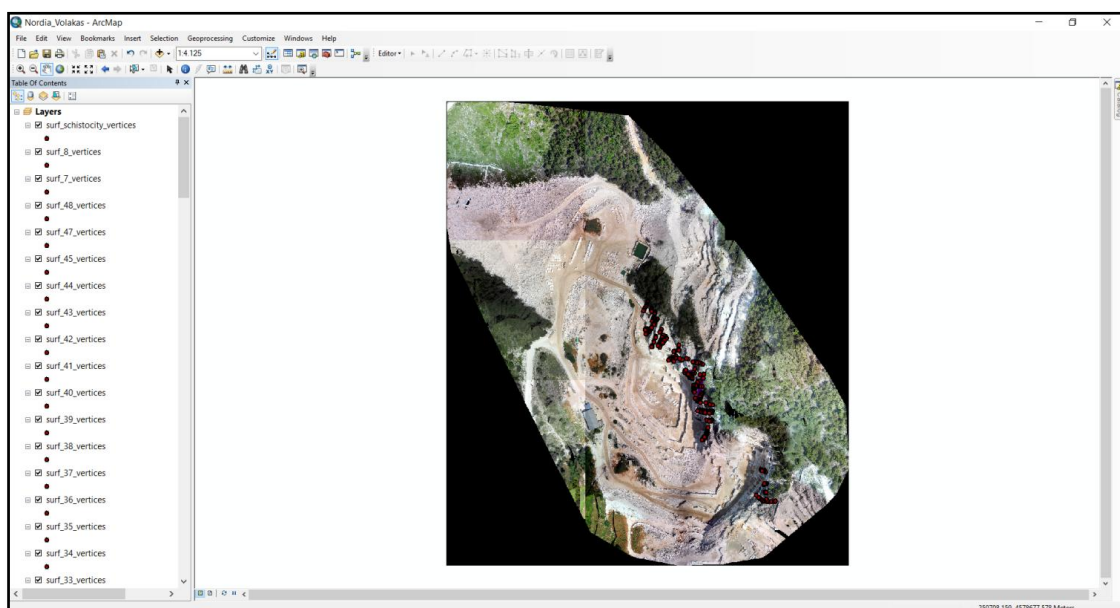 Nordia_Volakas - ArcMap
File Edit View Bookmarks Insert Selection Geoprocessing Customize Windows Help
1:4 125
Editor
Table Of Contents
Layers
surf_schistocity_vertices
surf_8_vertices
surf_7_vertices
surf_48_vertices
surf_47_vertices
surf_45_vertices
surf_44_vertices
surf_43_vertices
surf_42_vertices
surf_41_vertices
surf_40_vertices
surf_39_vertices
surf_38_vertices
surf_37_vertices
surf_36_vertices
surf_35_vertices
surf_34_vertices
surf_33_vertices